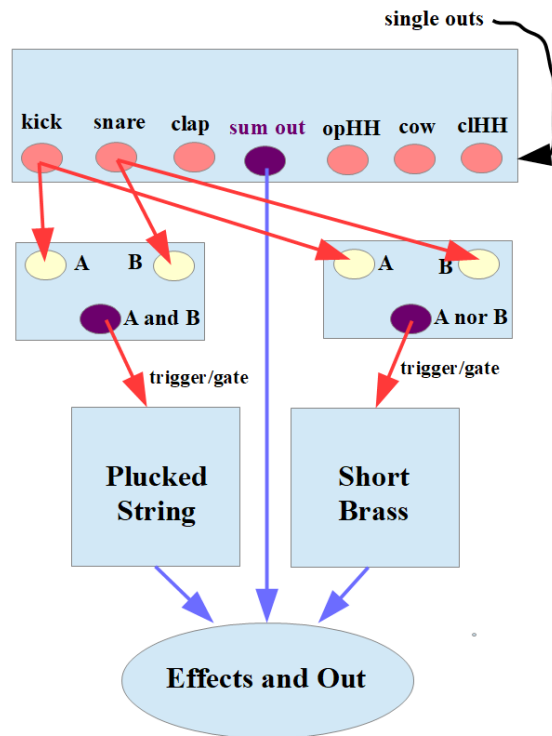 single outs
kick snare clap sum out opHH cow clHH
A B
A B
A and B
A nor B
trigger/gate
trigger/gate
Plucked
String
Short
Brass
Effects and Out